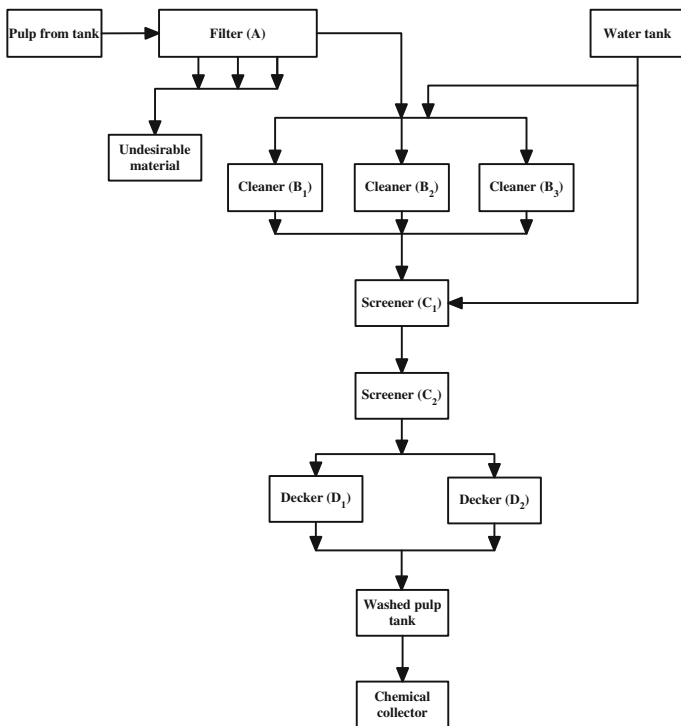 Pulp from tank
Filter (A)
Water tank
Undesirable
material
Cleaner (B₁)
Cleaner (B₂)
Cleaner (B₃)
Screener (C₁)
Screener (C₂)
Decker (D₁)
Decker (D₂)
Washed pulp
tank
Chemical
collector